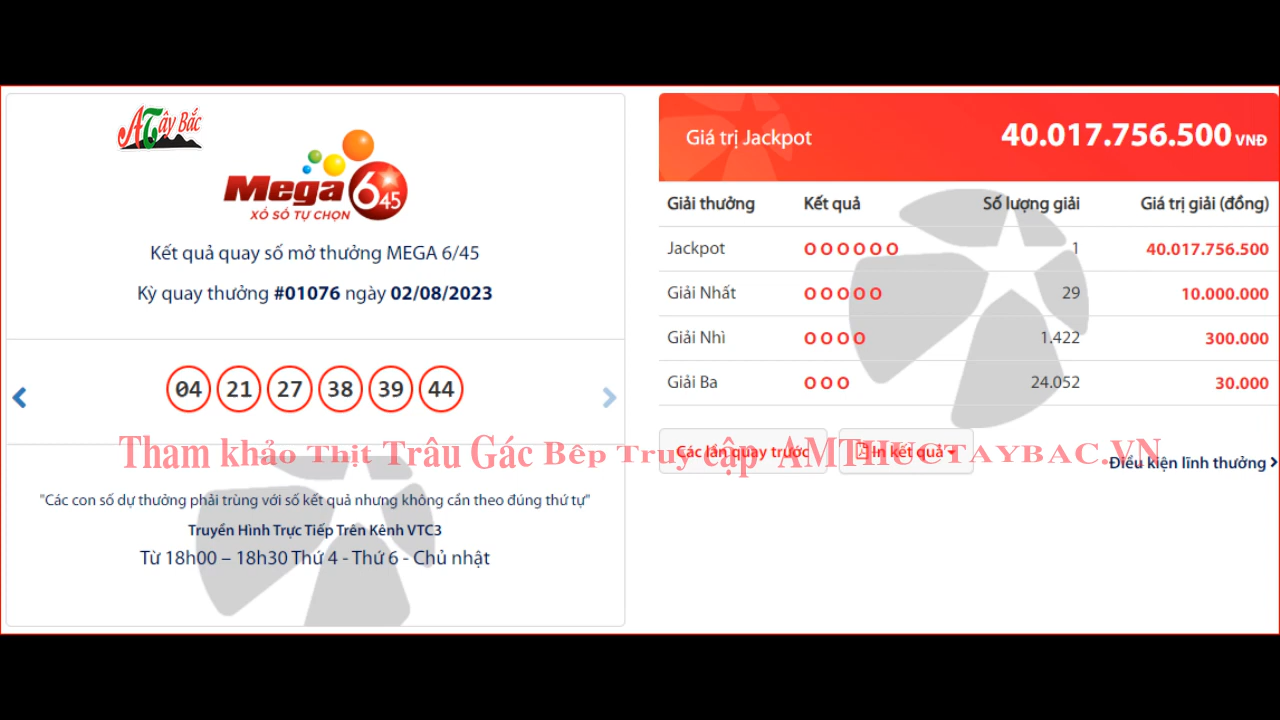 ATây Bắc
Mega 6/45
XỔ SỐ TỰ CHỌN
Kết quả quay số mở thưởng MEGA 6/45
Kỳ quay thưởng #01076 ngày 02/08/2023
04 21 27 38 39 44
"Các con số dự thưởng phải trùng với số kết quả nhưng không cần theo đúng thứ tự"
Truyền Hình Trực Tiếp Trên Kênh VTC3
Từ 18h00 – 18h30 Thứ 4 - Thứ 6 - Chủ nhật
Giá trị Jackpot 40.017.756.500 VNĐ
Giải thưởng Kết quả Số lượng giải Giá trị giải (đồng)
Jackpot O O O O O O 1 40.017.756.500
Giải Nhất O O O O O 29 10.000.000
Giải Nhì O O O O 1.422 300.000
Giải Ba O O O 24.052 30.000
Các lần quay trước In kết quả
Điều kiện lĩnh thưởng
Tham khảo Thịt Trâu Gác Bếp Truy cập AMTHUCTAYBAC.VN